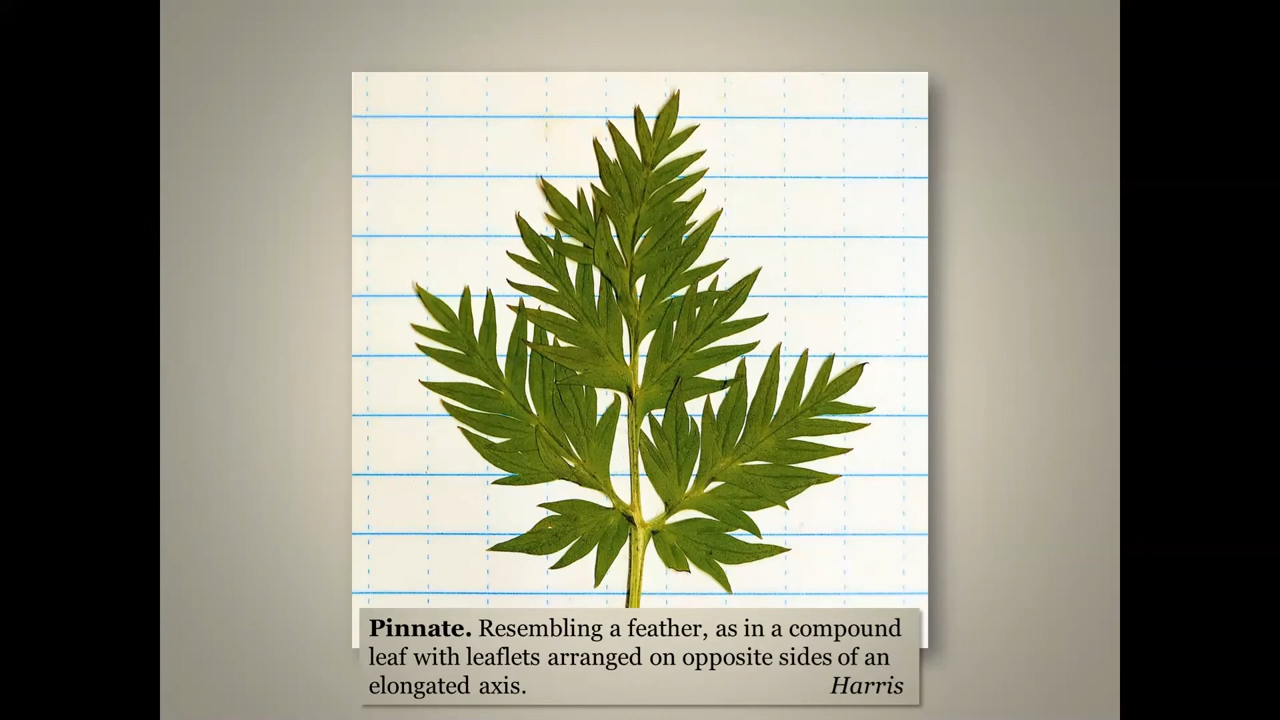 Pinnate. Resembling a feather, as in a compound
leaf with leaflets arranged on opposite sides of an
elongated axis. Harris